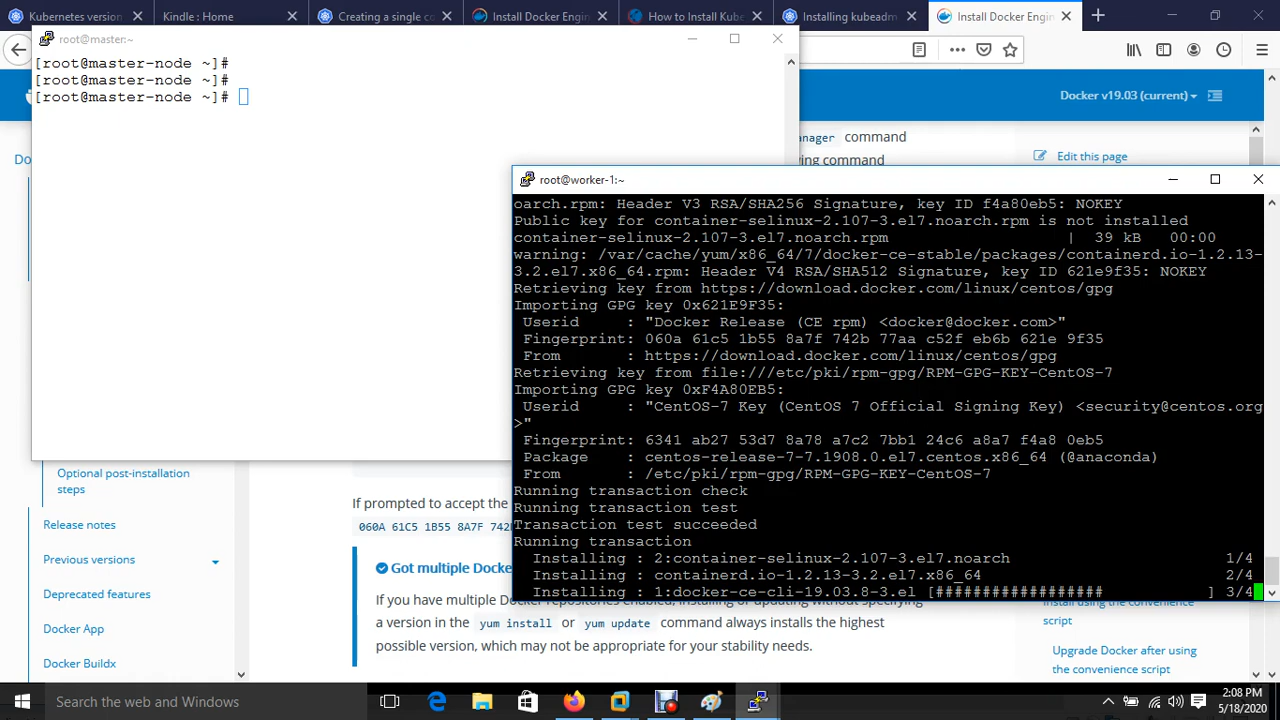 Kubernetes version
Kindle : Home
Creating a single co
Install Docker Engin
How to Install Kube
Installing kubeadm
Install Docker Engin
root@master:~
[root@master-node ~]#
[root@master-node ~]#
[root@master-node ~]#
Do
Docker v19.03 (current)
anager command
ving command
Edit this page
root@worker-1:~
oarch.rpm: Header V3 RSA/SHA256 Signature, key ID f4a80eb5: NOKEY
Public key for container-selinux-2.107-3.el7.noarch.rpm is not installed
container-selinux-2.107-3.el7.noarch.rpm | 39 kB 00:00
warning: /var/cache/yum/x86_64/7/docker-ce-stable/packages/containerd.io-1.2.13-
3.2.el7.x86_64.rpm: Header V4 RSA/SHA512 Signature, key ID 621e9f35: NOKEY
Retrieving key from https://download.docker.com/linux/centos/gpg
Importing GPG key 0x621E9F35:
Userid : "Docker Release (CE rpm) <docker@docker.com>"
Fingerprint: 060a 61c5 1b55 8a7f 742b 77aa c52f eb6b 621e 9f35
From : https://download.docker.com/linux/centos/gpg
Retrieving key from file:///etc/pki/rpm-gpg/RPM-GPG-KEY-CentOS-7
Importing GPG key 0xF4A80EB5:
Userid : "CentOS-7 Key (CentOS 7 Official Signing Key) <security@centos.org
>"
Fingerprint: 6341 ab27 53d7 8a78 a7c2 7bb1 24c6 a8a7 f4a8 0eb5
Package : centos-release-7-7.1908.0.el7.centos.x86_64 (@anaconda)
From : /etc/pki/rpm-gpg/RPM-GPG-KEY-CentOS-7
Running transaction check
Running transaction test
Transaction test succeeded
Running transaction
Installing : 2:container-selinux-2.107-3.el7.noarch 1/4
Installing : containerd.io-1.2.13-3.2.el7.x86_64 2/4
Installing : 1:docker-ce-cli-19.03.8-3.el [################## ] 3/4
Optional post-installation
steps
Release notes
Previous versions
Deprecated features
Docker App
Docker Buildx
If prompted to accept the
060A 61C5 1B55 8A7F 742
Got multiple Docke
If you have multiple Docker repositories enabled, installing or updating without specifying
a version in the yum install or yum update command always installs the highest
possible version, which may not be appropriate for your stability needs.
Install using the convenience
script
Upgrade Docker after using
the convenience script
Search the web and Windows
2:08 PM
5/18/2020